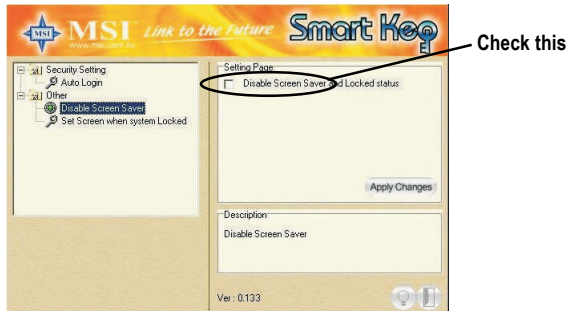 MSI Link to the Future Smart Key
www.msi.com.tw
Check this
Security Setting
Auto Login
Other
Disable Screen Saver
Set Screen when system Locked
Setting Page
Disable Screen Saver and Locked status
Apply Changes
Description
Disable Screen Saver
Ver : 0.133